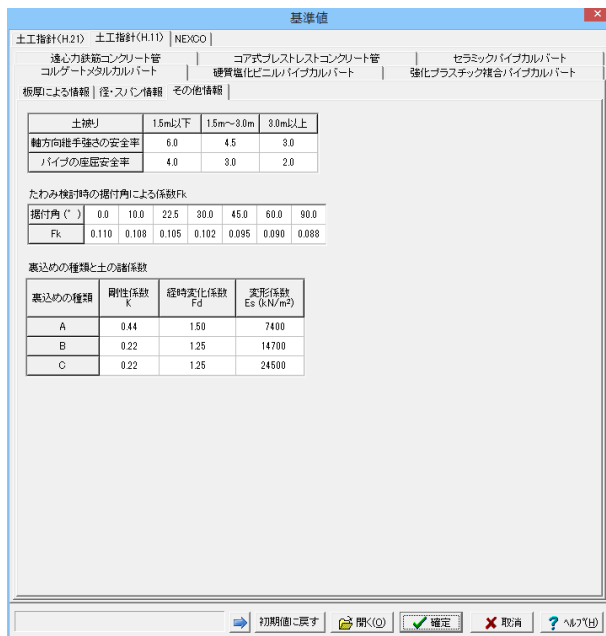 基準値
土工指針(H.21) 土工指針(H.11) NEXCO
遠心力鉄筋コンクリート管 コア式プレストレストコンクリート管 セラミックパイプカルバート
コルゲートメタルカルバート 硬質塩化ビニルパイプカルバート 強化プラスチック複合パイプカルバート
板厚による情報 径・スパン情報 その他情報
土被り 1.5m以下 1.5m～3.0m 3.0m以上
軸方向継手強さの安全率 6.0 4.5 3.0
パイプの座屈安全率 4.0 3.0 2.0
たわみ検討時の据付角による係数Fk
据付角(°) 0.0 10.0 22.5 30.0 45.0 60.0 90.0
Fk 0.110 0.108 0.105 0.102 0.095 0.090 0.088
裏込めの種類と土の諸係数
裏込めの種類 剛性係数 K 経時変化係数 Fd 変形係数 Es (kN/m²)
A 0.44 1.50 7400
B 0.22 1.25 14700
C 0.22 1.25 24500
初期値に戻す 開く(O) 確定 取消 ヘルプ(H)